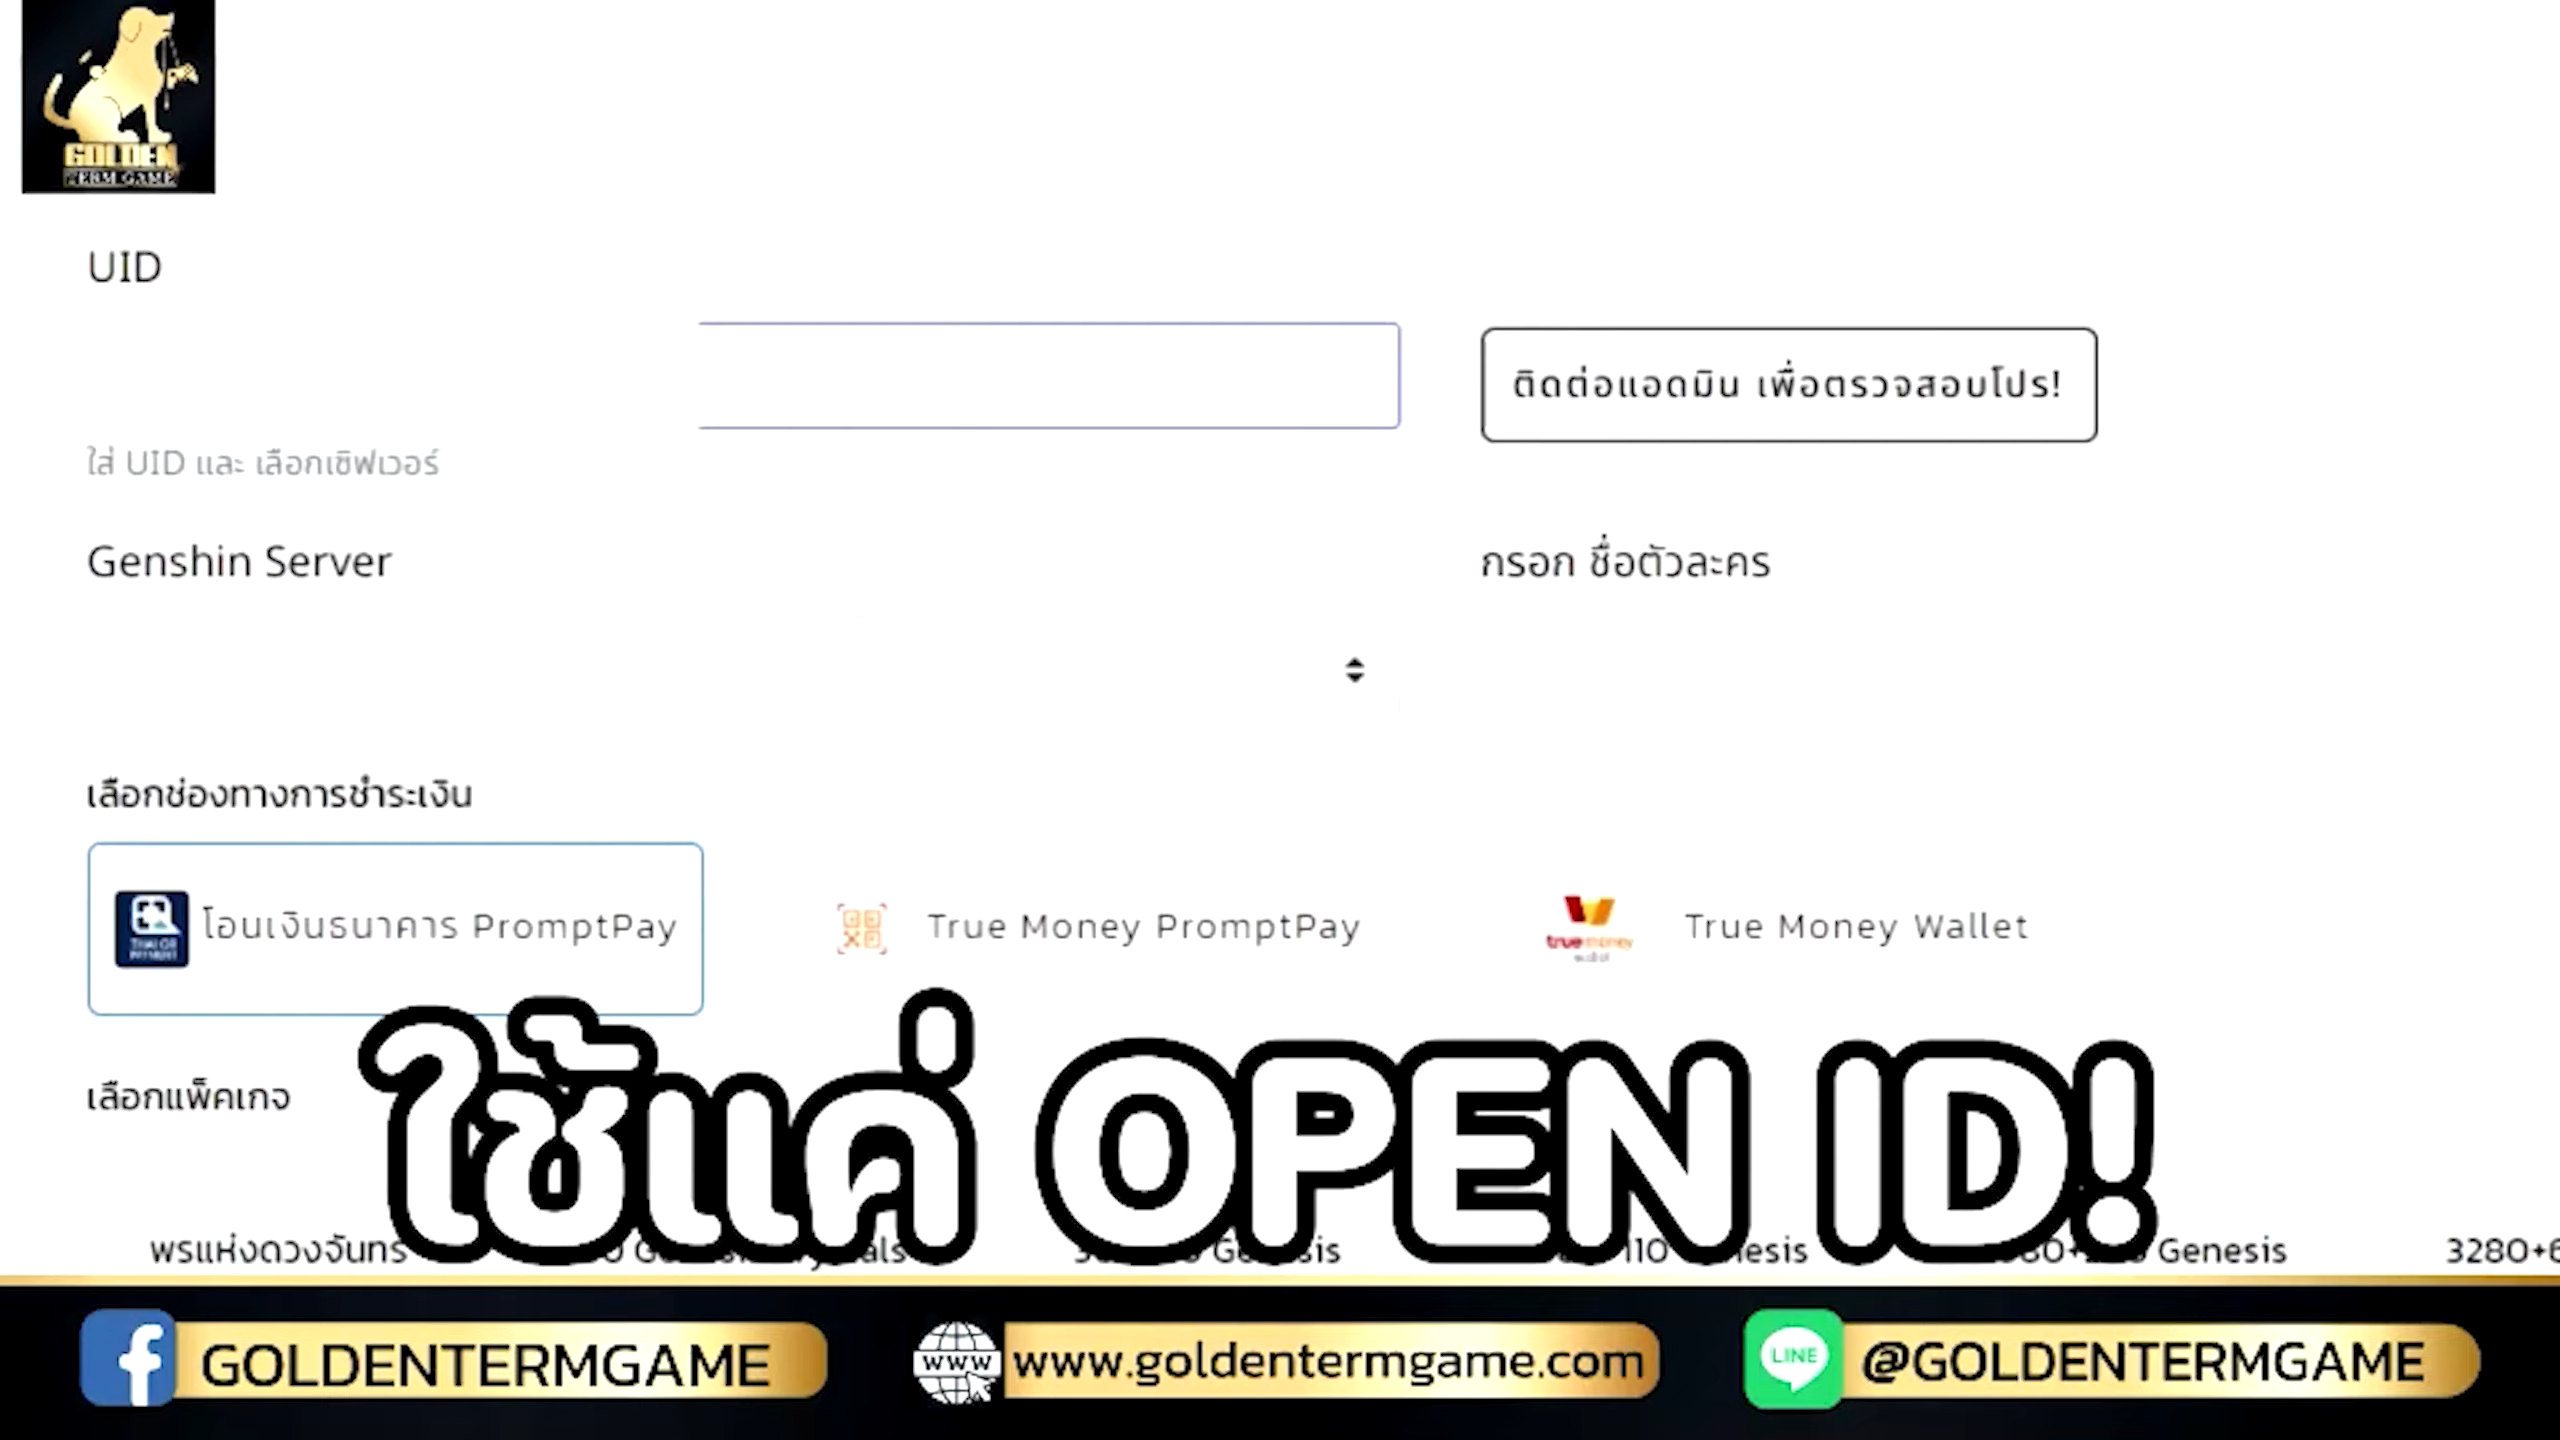 GOLDEN
TERM GAME
UID
ติดต่อแอดมิน เพื่อตรวจสอบโปร!
ใส่ UID และ เลือกเซิฟเวอร์
Genshin Server
กรอก ชื่อตัวละคร
เลือกช่องทางการชำระเงิน
THAI QR
PAYMENT
โอนเงินธนาคาร PromptPay
True Money PromptPay
truemoney
True Money Wallet
เลือกแพ็คเกจ
ใช้แค่ OPEN ID!
พรแห่งดวงจันทร์
Genesis
Genesis
GOLDENTERMGAME
www
www.goldentermgame.com
LINE
@GOLDENTERMGAME